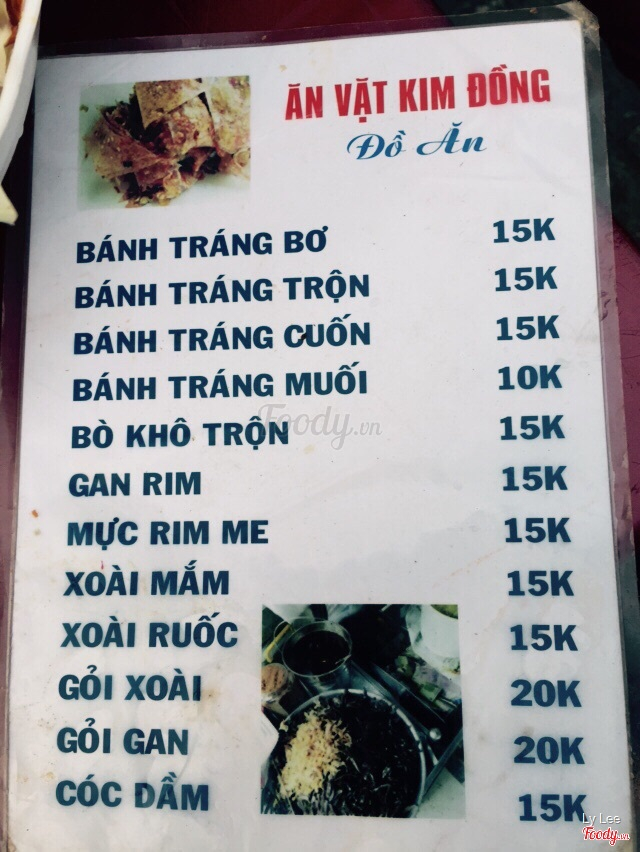 ĂN VẶT KIM ĐỒNG
Đồ Ăn
BÁNH TRÁNG BƠ 15K
BÁNH TRÁNG TRỘN 15K
BÁNH TRÁNG CUỐN 15K
BÁNH TRÁNG MUỐI 10K
Foody.vn
BÒ KHÔ TRỘN 15K
GAN RIM 15K
MỰC RIM ME 15K
XOÀI MẮM 15K
XOÀI RUỐC 15K
GỎI XOÀI 20K
GỎI GAN 20K
CÓC DẦM 15K
Ly Lee
Foody.vn